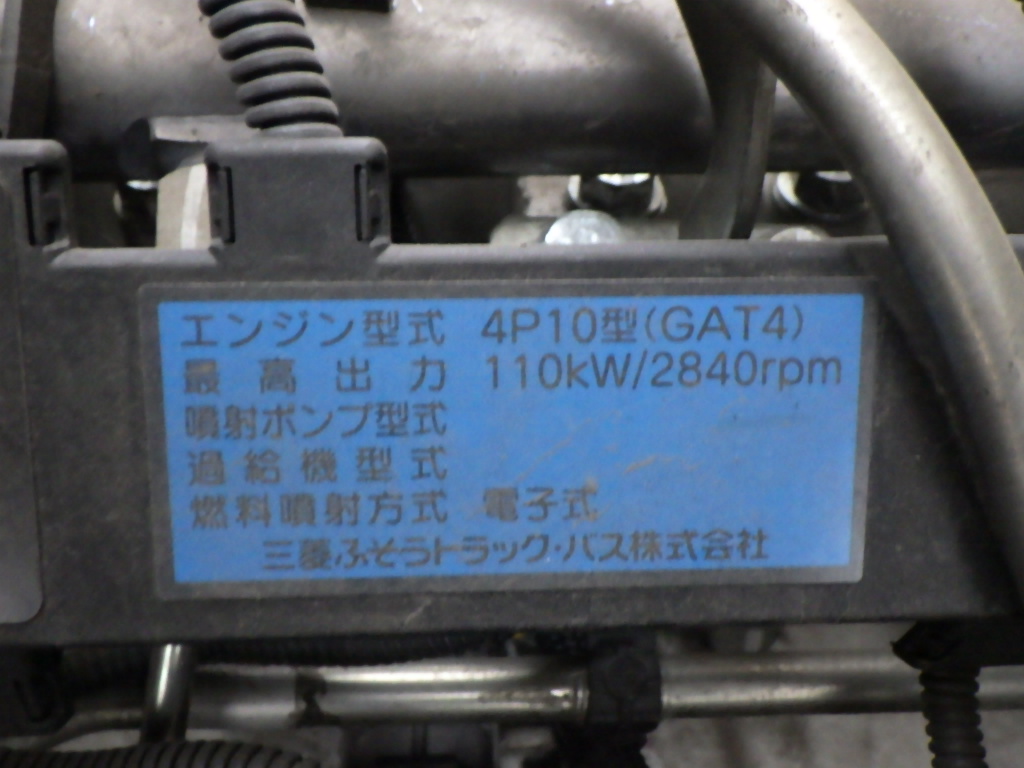 エンジン型式 4P10型(GAT4)
最高出力 110kW/2840rpm
噴射ポンプ型式
過給機型式
燃料噴射方式 電子式
三菱ふそうトラック・バス株式会社